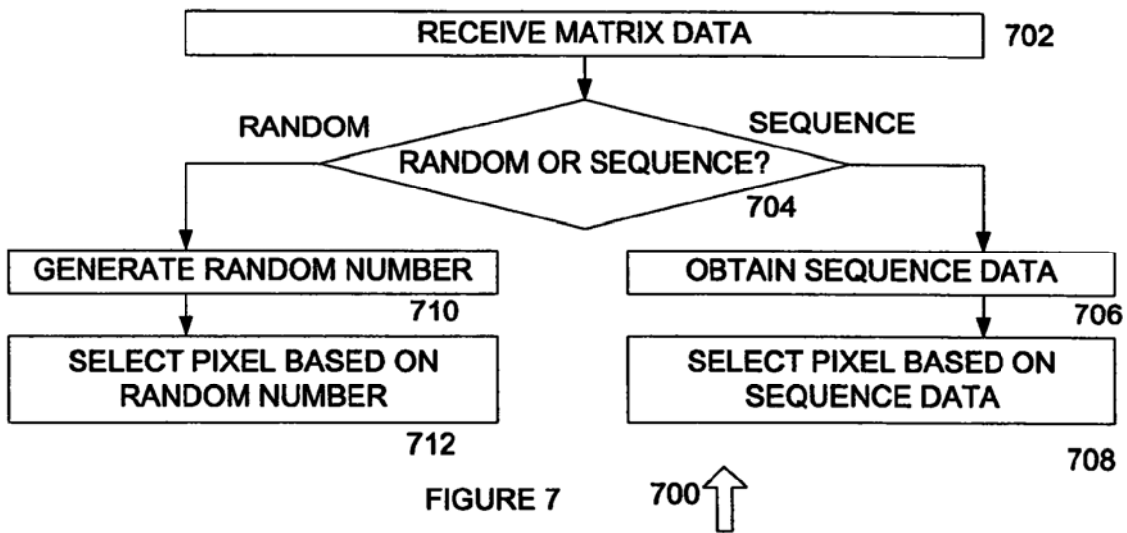 RECEIVE MATRIX DATA
702
RANDOM
SEQUENCE
RANDOM OR SEQUENCE?
704
GENERATE RANDOM NUMBER
710
OBTAIN SEQUENCE DATA
706
SELECT PIXEL BASED ON
RANDOM NUMBER
712
SELECT PIXEL BASED ON
SEQUENCE DATA
708
FIGURE 7
700